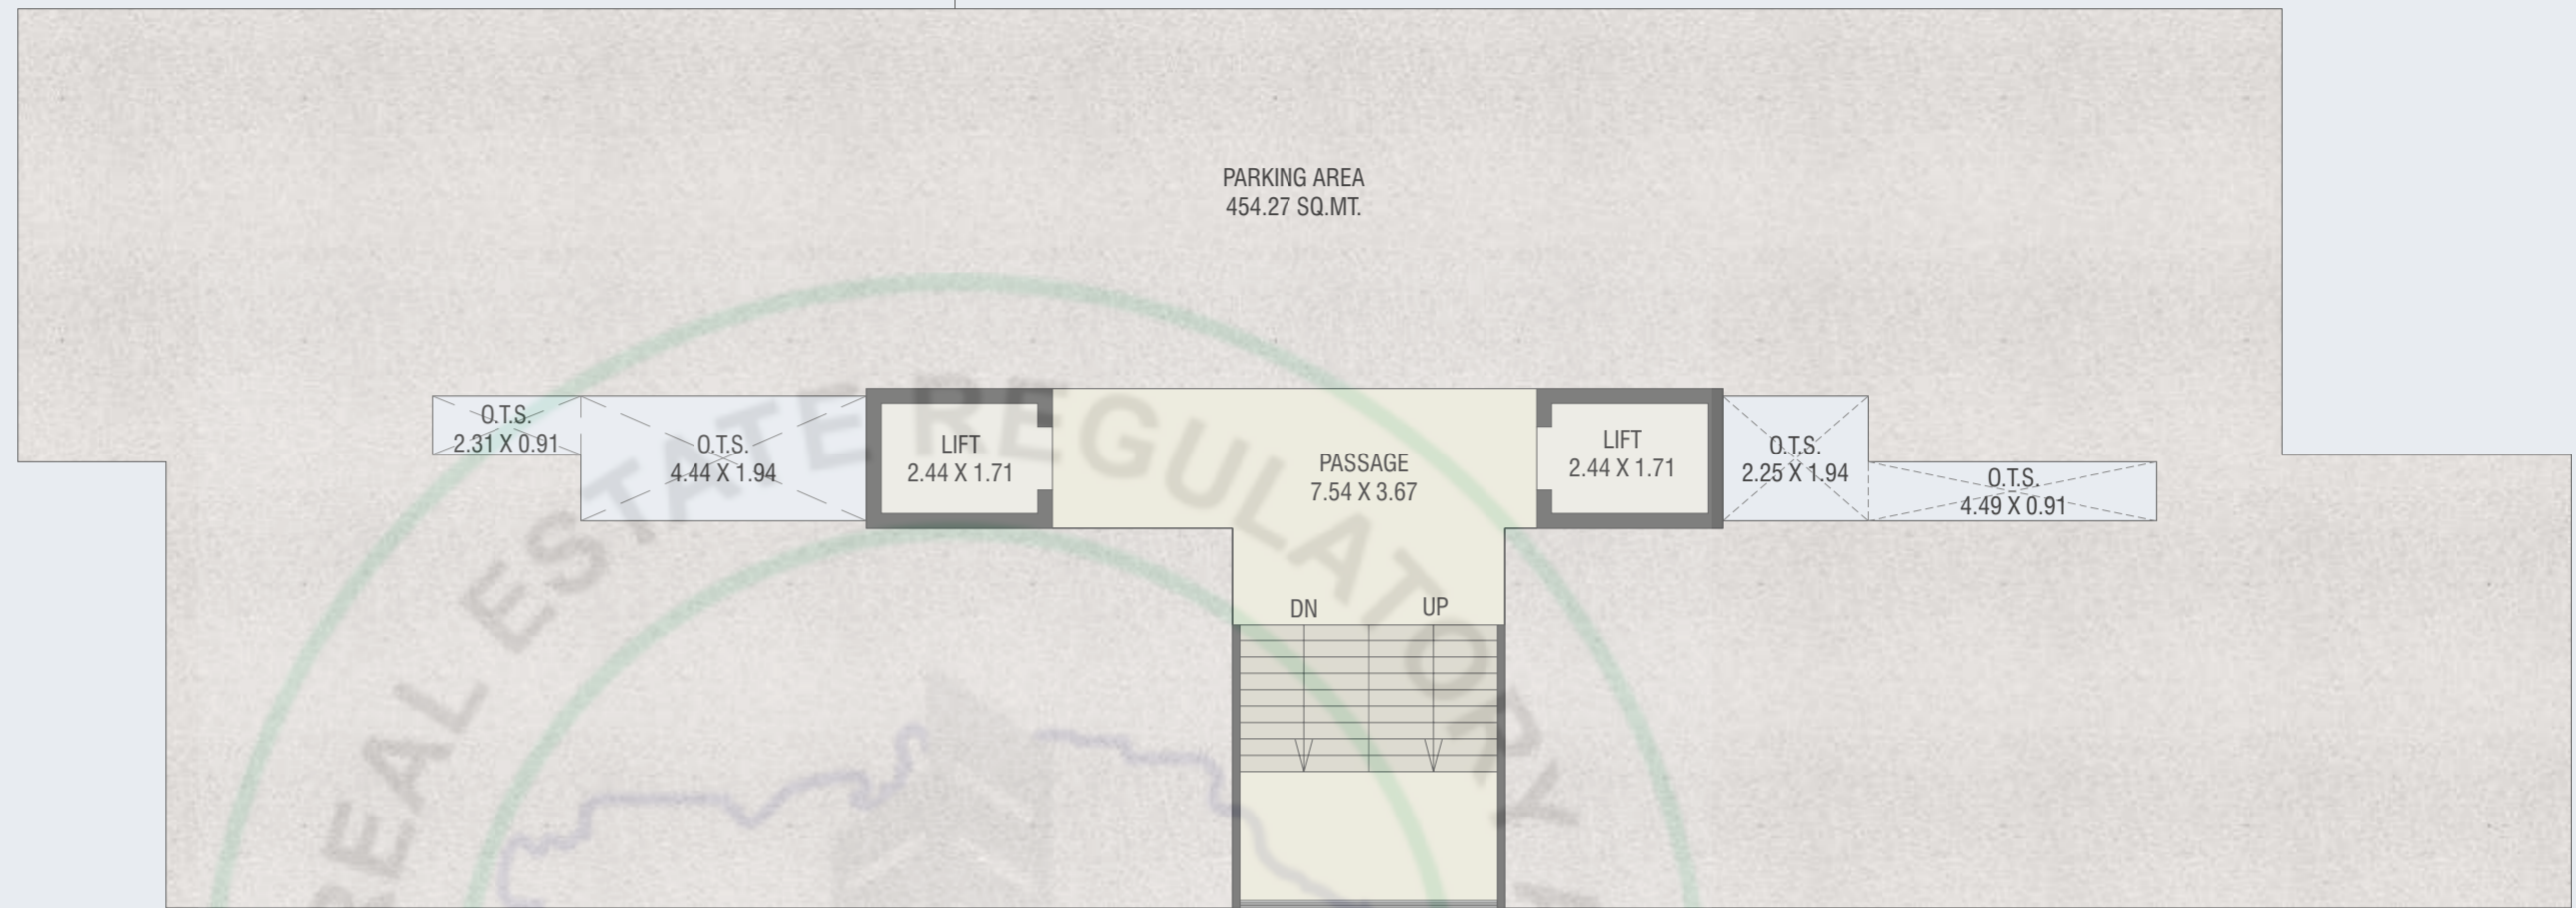 PARKING AREA
454.27 SQ.MT.
O.T.S.
2.31 X 0.91
O.T.S.
4.44 X 1.94
LIFT
2.44 X 1.71
PASSAGE
7.54 X 3.67
LIFT
2.44 X 1.71
O.T.S.
2.25 X 1.94
O.T.S.
4.49 X 0.91
DN
UP
REAL ESTATE REGULATORY